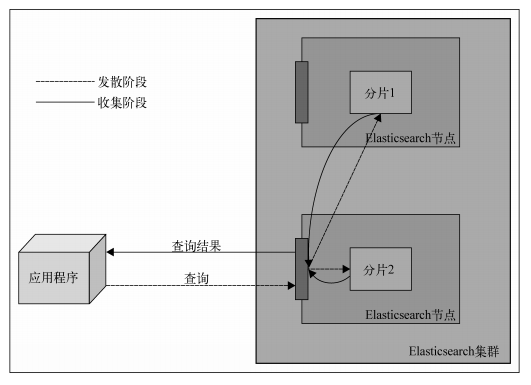 发散阶段
收集阶段
分片1
Elasticsearch节点
查询结果
应用程序
查询
分片2
Elasticsearch节点
Elasticsearch集群